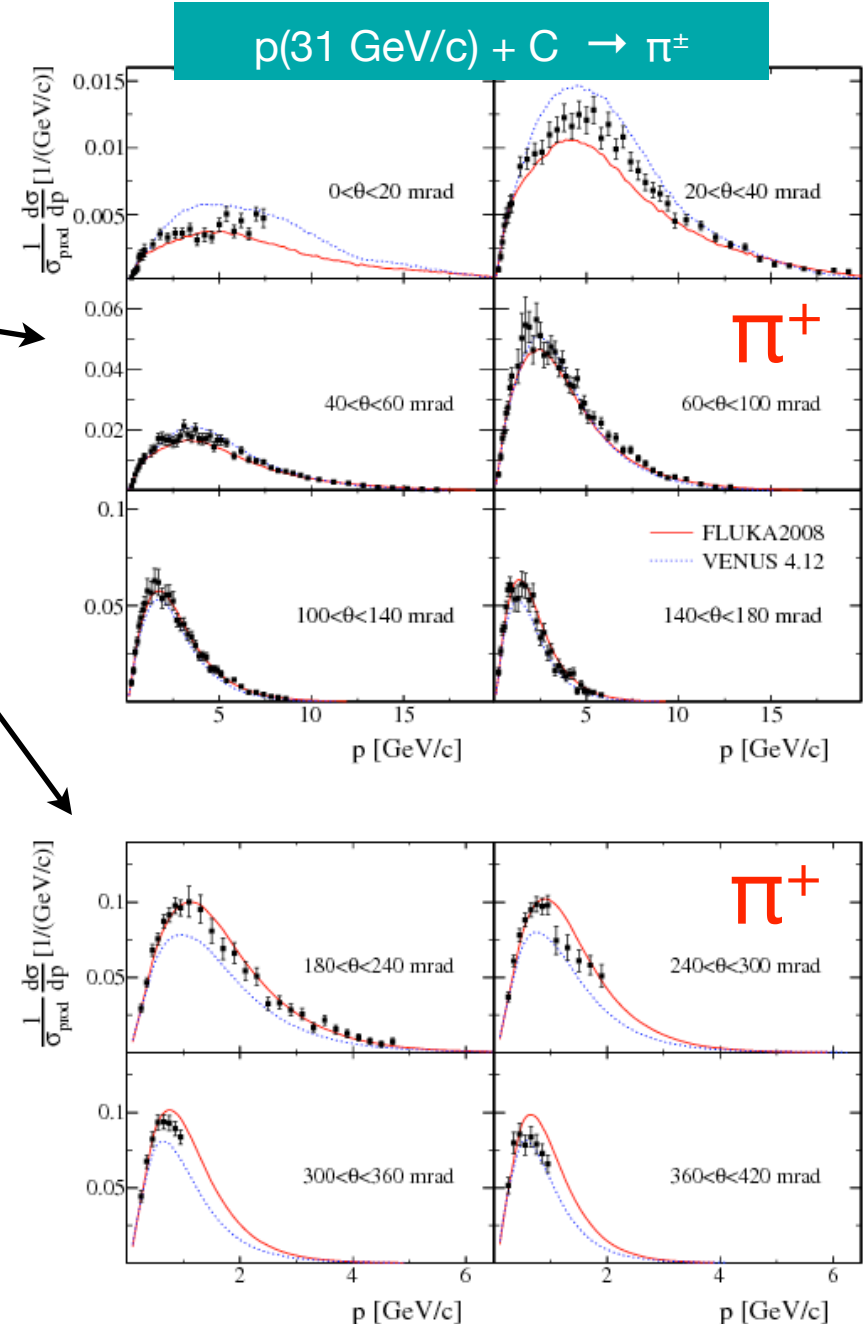 p(31 GeV/c) + C → π±
1/σprod dσ/dp [1/(GeV/c)]
0.015
0.01
0.005
0<θ<20 mrad
20<θ<40 mrad
0.06
0.04
0.02
40<θ<60 mrad
π+
60<θ<100 mrad
0.1
0.05
100<θ<140 mrad
FLUKA2008
VENUS 4.12
140<θ<180 mrad
5 10 15 5 10 15
p [GeV/c] p [GeV/c]
1/σprod dσ/dp [1/(GeV/c)]
0.1
0.05
180<θ<240 mrad
π+
240<θ<300 mrad
0.1
0.05
300<θ<360 mrad
360<θ<420 mrad
2 4 6 2 4 6
p [GeV/c] p [GeV/c]